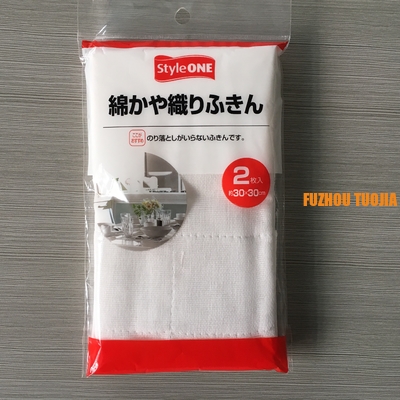 StyleONE
綿かや織りふきん
のり落としがいらないふきんです。
2枚入
約30×30cm
FUZHOU TUOJIA